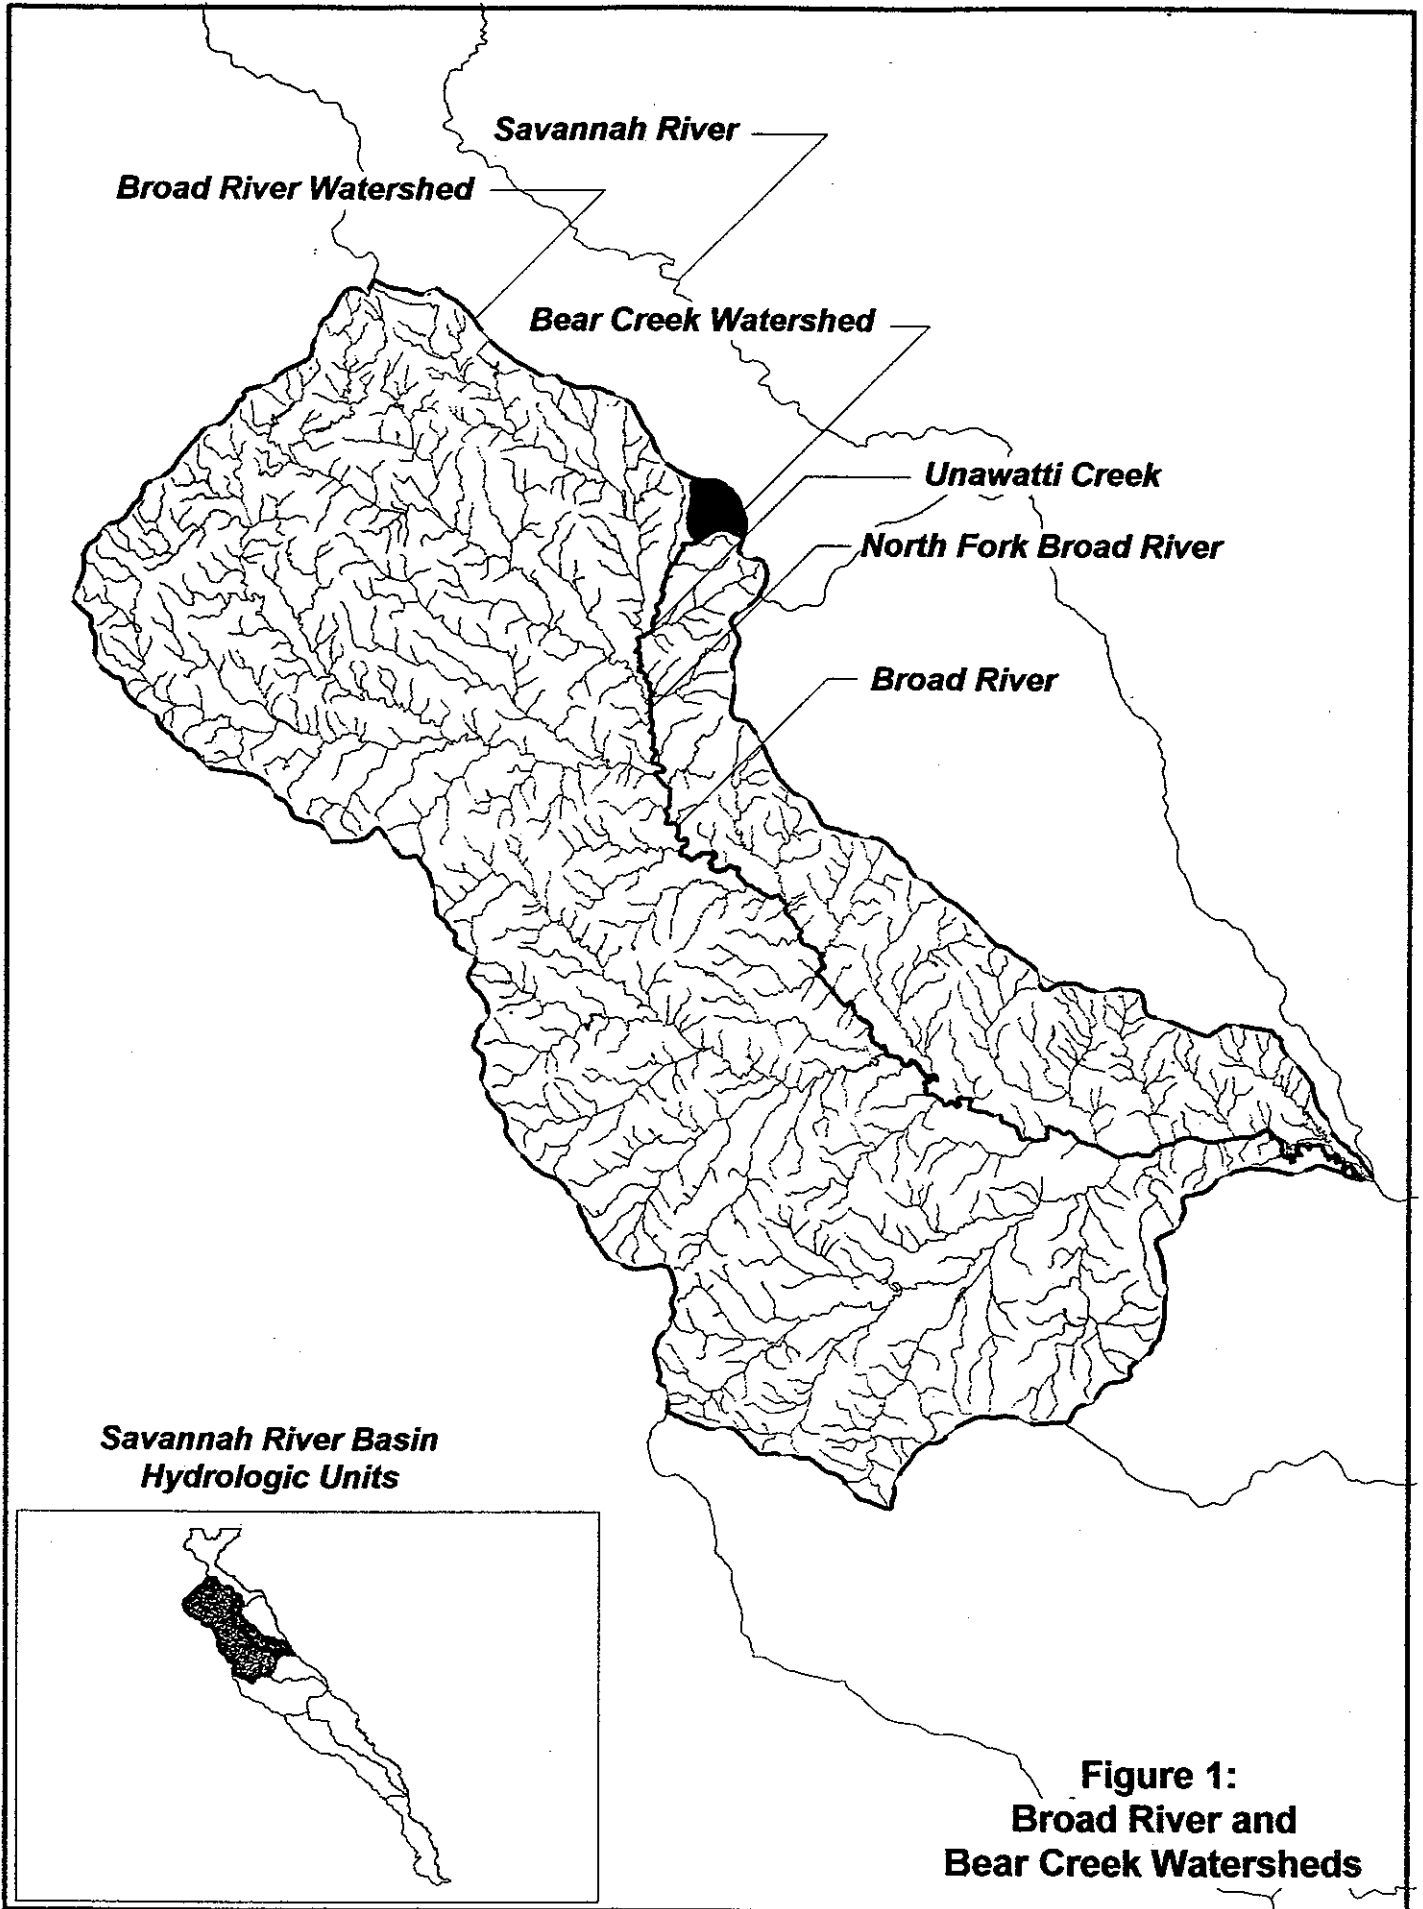 Savannah River
Broad River Watershed
Bear Creek Watershed
Unawatti Creek
North Fork Broad River
Broad River
Savannah River Basin
Hydrologic Units
Figure 1:
Broad River and
Bear Creek Watersheds